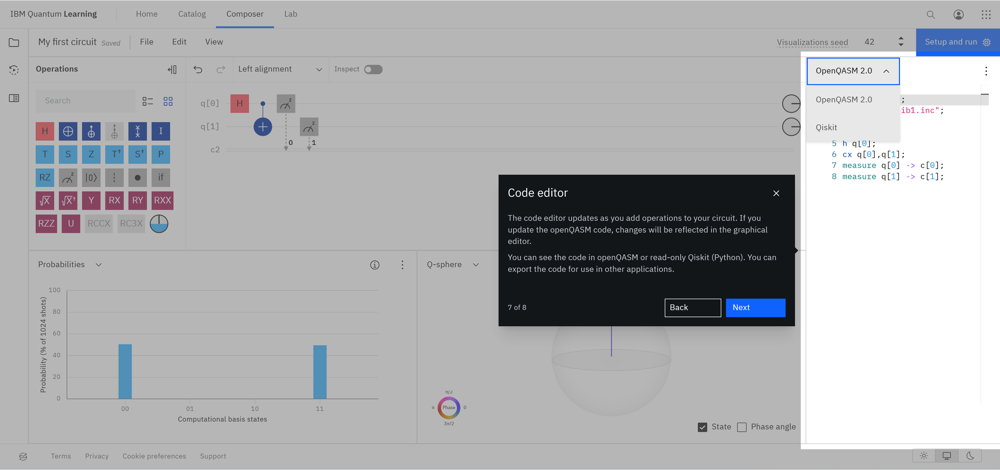 IBM Quantum Learning
Home
Catalog
Composer
Lab
My first circuit Saved
File
Edit
View
Visualizations seed
42
Setup and run
Operations
Left alignment
Inspect
OpenQASM 2.0
OpenQASM 2.0
Qiskit
Search
H
I
T
S
Z
T†
S†
P
RZ
z
|0⟩
if
√X
√X†
Y
RX
RY
RXX
RZZ
U
RCCX
RC3X
q[0]
H
z
q[1]
z
c2
0
1
;
ib1.inc";
5 h q[0];
6 cx q[0],q[1];
7 measure q[0] -> c[0];
8 measure q[1] -> c[1];
Code editor
The code editor updates as you add operations to your circuit. If you
update the openQASM code, changes will be reflected in the graphical
editor.
You can see the code in openQASM or read-only Qiskit (Python). You can
export the code for use in other applications.
7 of 8
Back
Next
Probabilities
Probability (% of 1024 shots)
100
80
60
40
20
0
00
01
10
11
Computational basis states
Q-sphere
π/2
π
Phase
0
3π/2
State
Phase angle
Terms
Privacy
Cookie preferences
Support